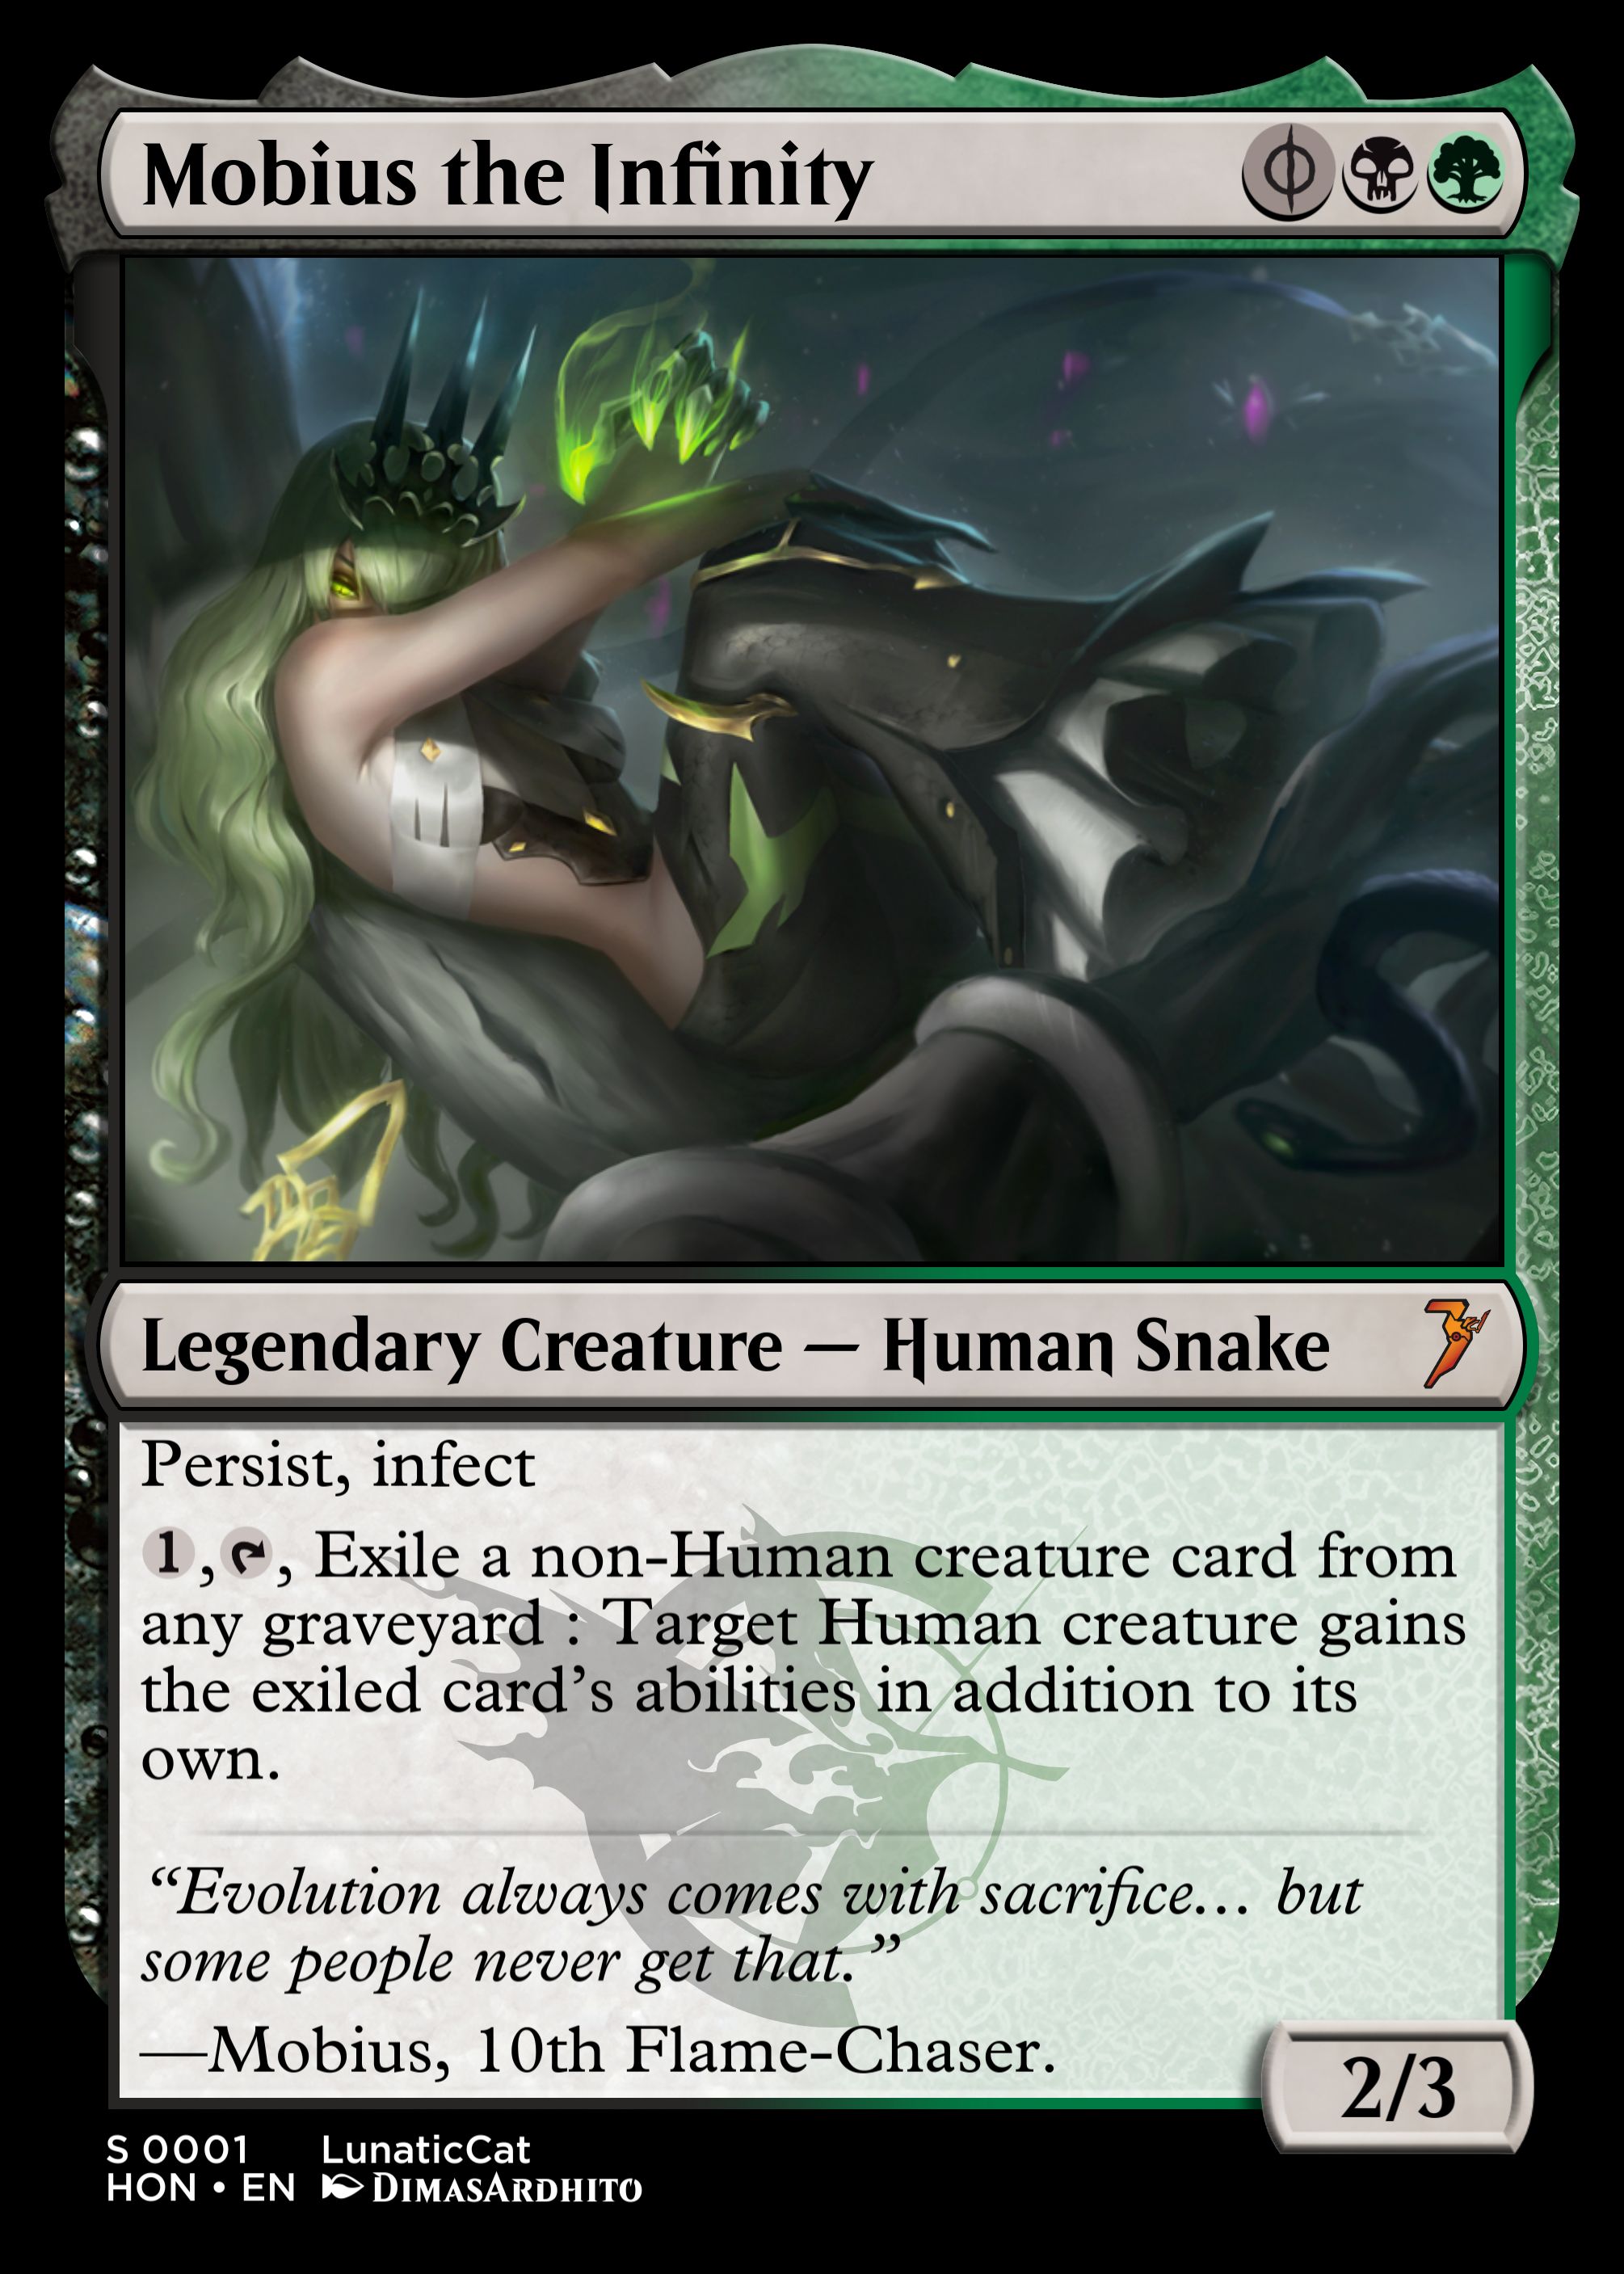 Mobius the Infinity
Legendary Creature — Human Snake
Persist, infect
1, , Exile a non-Human creature card from
any graveyard : Target Human creature gains
the exiled card’s abilities in addition to its
own.
“Evolution always comes with sacrifice… but
some people never get that.”
—Mobius, 10th Flame-Chaser.
2/3
S 0001 LunaticCat
HON • EN DimasArdhito